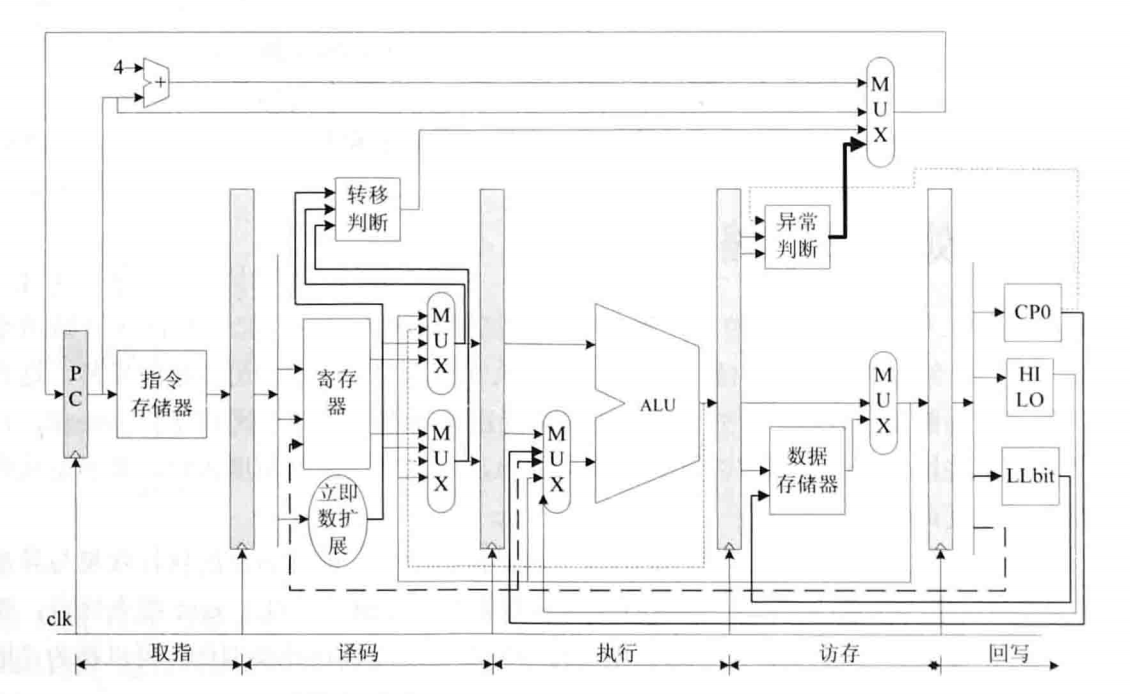 4
+
M
U
X
转移
判断
异常
判断
P
C
指令
存储器
寄存
器
立即
数扩
展
M
U
X
M
U
X
M
U
X
ALU
M
U
X
数据
存储器
CP0
HI
LO
LLbit
clk
取指
译码
执行
访存
回写